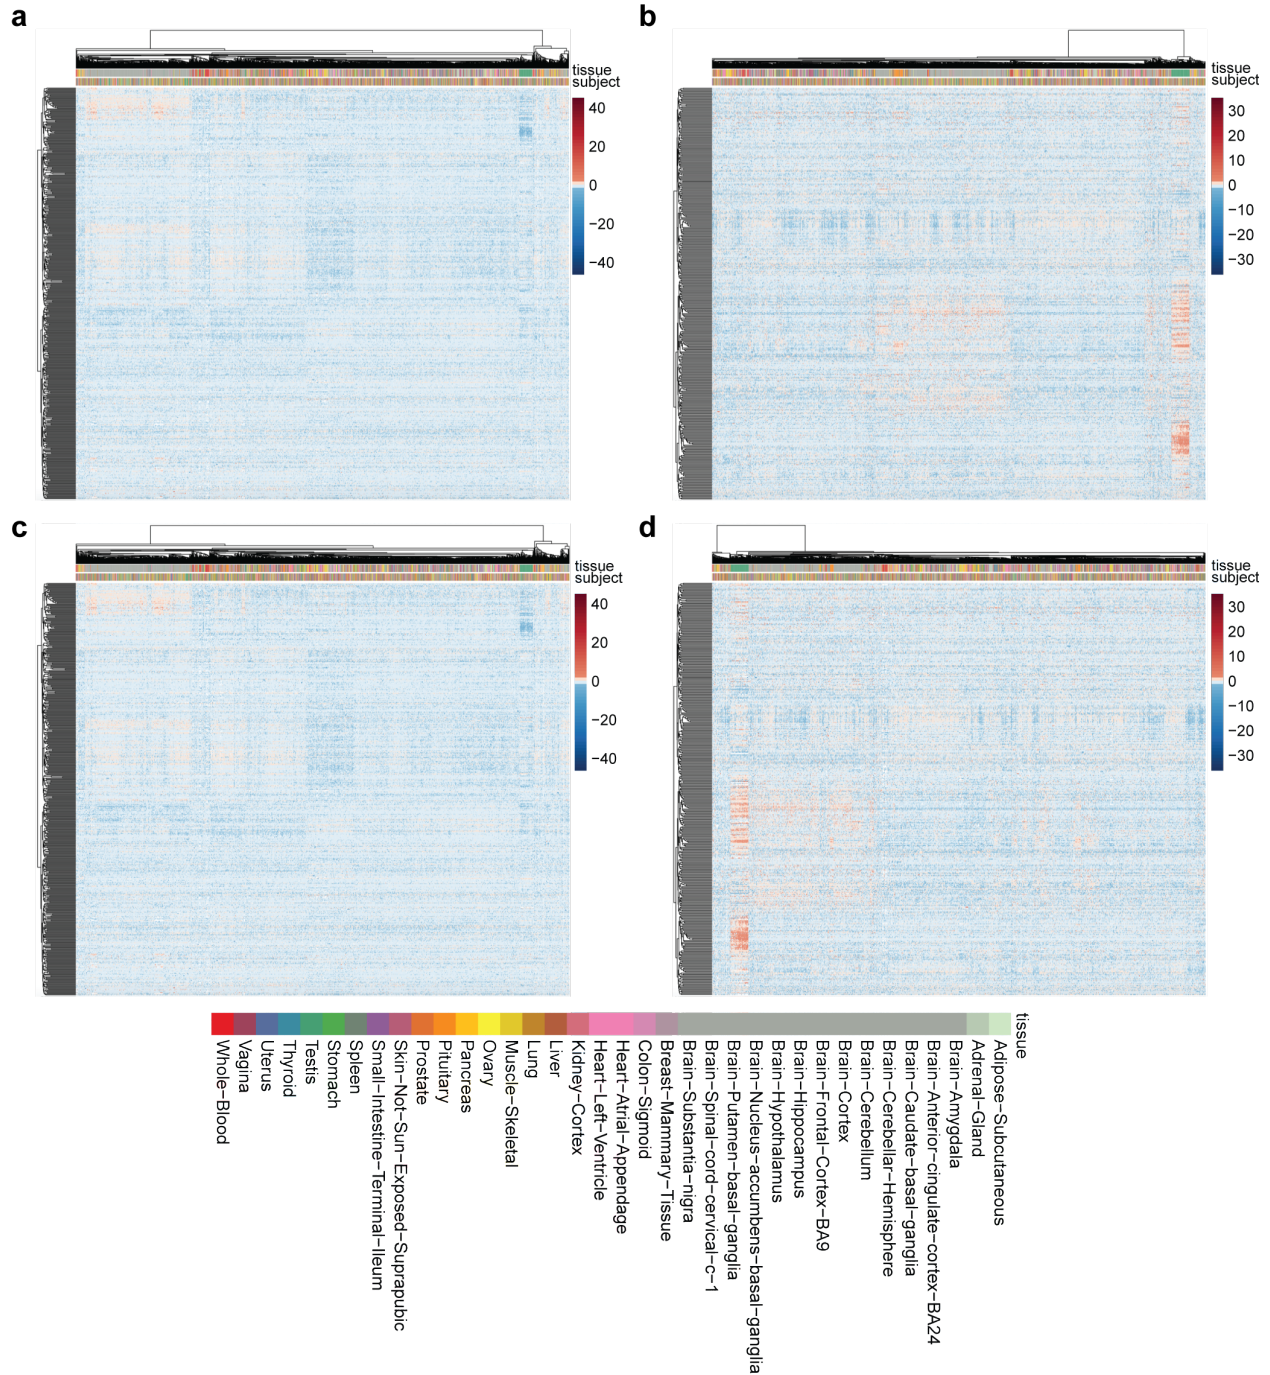 a
tissue
subject
40
20
0
−20
−40
b
tissue
subject
30
20
10
0
−10
−20
−30
c
tissue
subject
40
20
0
−20
−40
d
tissue
subject
30
20
10
0
−10
−20
−30
tissue
Whole−Blood
Vagina
Uterus
Thyroid
Testis
Stomach
Spleen
Small−Intestine−Terminal−Ileum
Skin−Not−Sun−Exposed−Suprapubic
Prostate
Pituitary
Pancreas
Ovary
Muscle−Skeletal
Lung
Liver
Kidney−Cortex
Heart−Left−Ventricle
Heart−Atrial−Appendage
Colon−Sigmoid
Breast−Mammary−Tissue
Brain−Substantia−nigra
Brain−Spinal−cord−cervical−c−1
Brain−Putamen−basal−ganglia
Brain−Nucleus−accumbens−basal−ganglia
Brain−Hypothalamus
Brain−Hippocampus
Brain−Frontal−Cortex−BA9
Brain−Cortex
Brain−Cerebellum
Brain−Cerebellar−Hemisphere
Brain−Caudate−basal−ganglia
Brain−Anterior−cingulate−cortex−BA24
Brain−Amygdala
Adrenal−Gland
Adipose−Subcutaneous